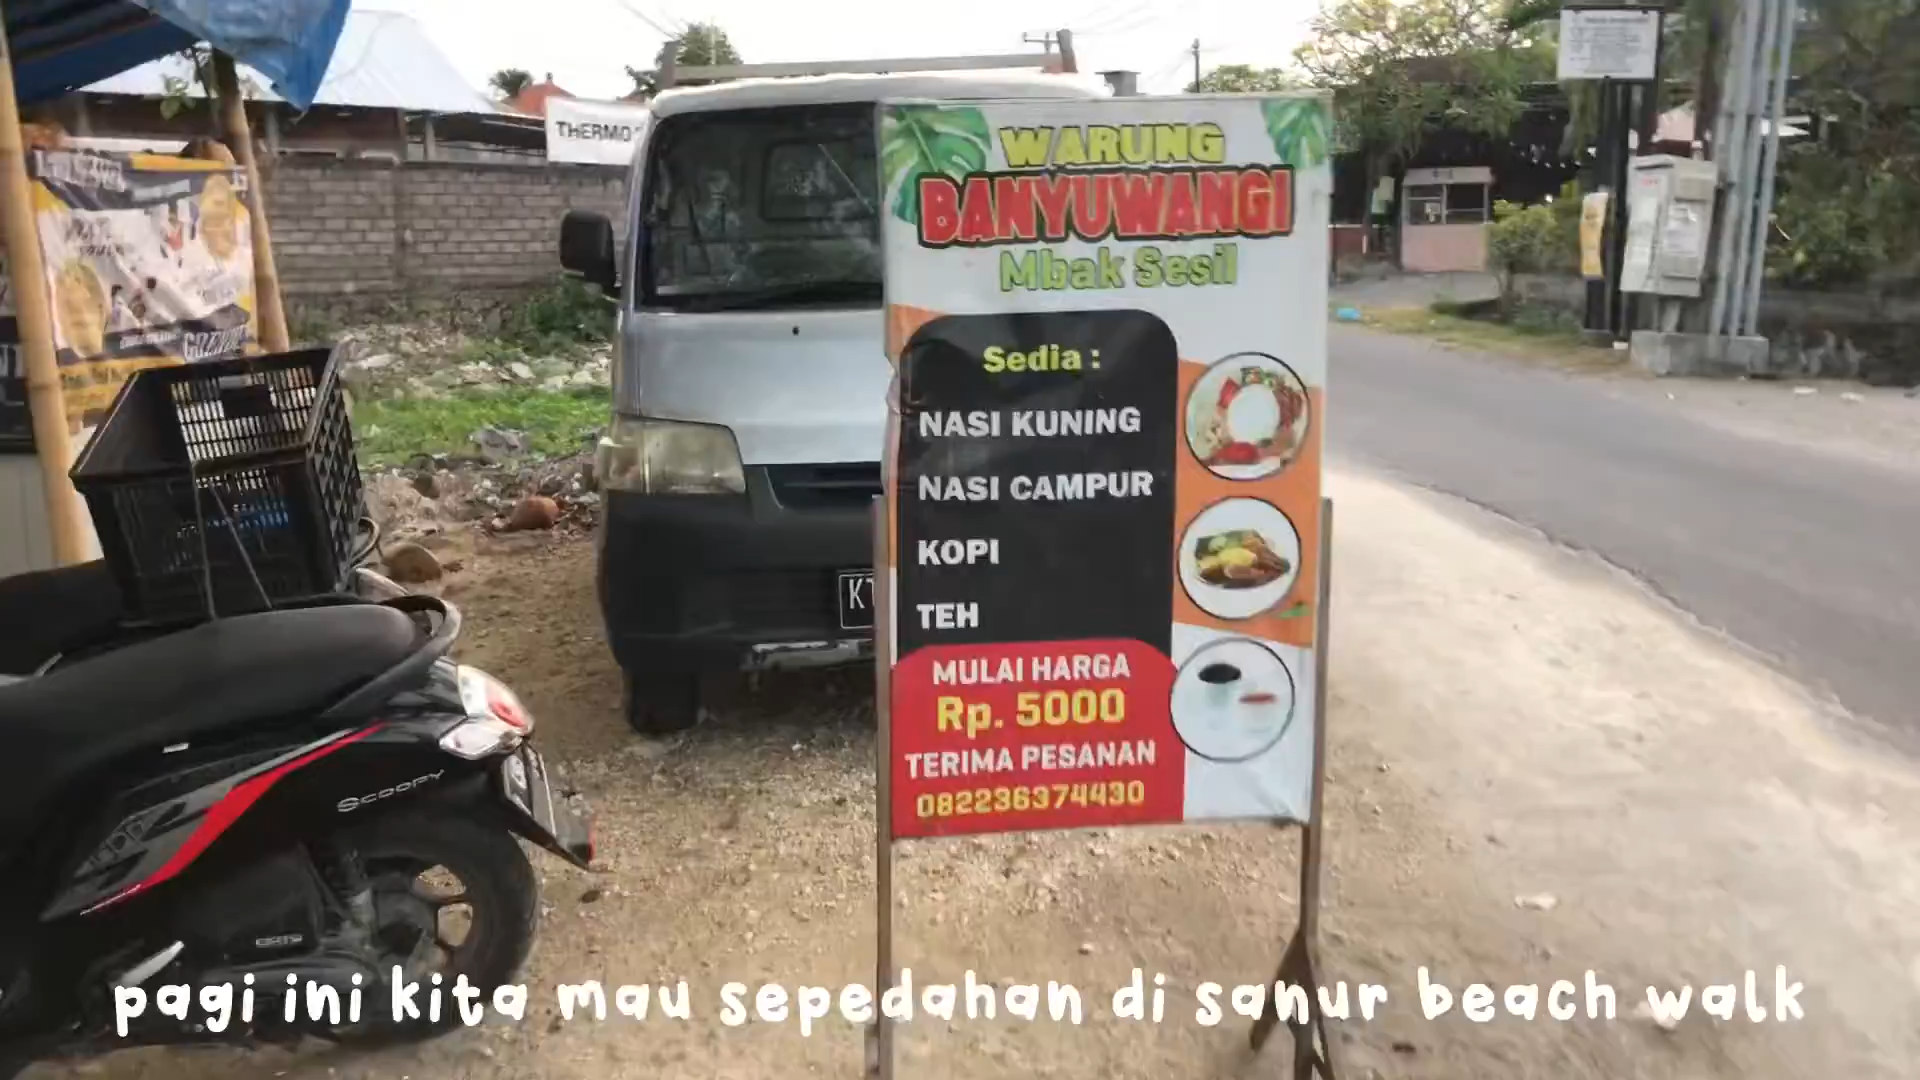 THERMO
WARUNG
BANYUWANGI
Mbak Sesil
Sedia :
NASI KUNING
NASI CAMPUR
KOPI
TEH
MULAI HARGA
Rp. 5000
TERIMA PESANAN
082236374430
KT
Scoopy
pagi ini kita mau sepedahan di sanur beach walk